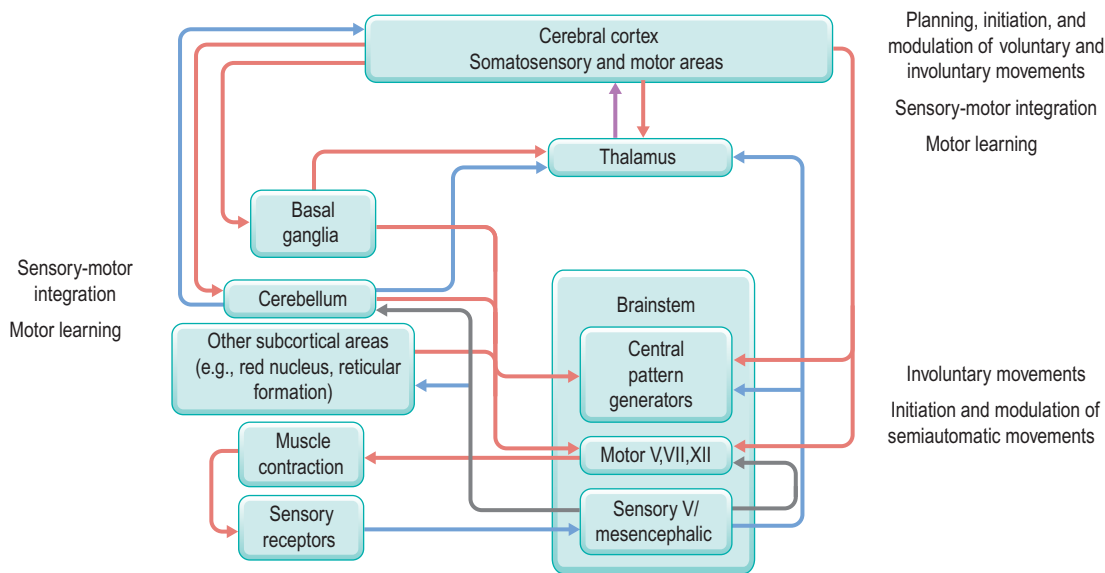 Cerebral cortex
Somatosensory and motor areas
Planning, initiation, and
modulation of voluntary and
involuntary movements
Sensory-motor integration
Motor learning
Thalamus
Basal
ganglia
Sensory-motor
integration
Motor learning
Cerebellum
Brainstem
Other subcortical areas
(e.g., red nucleus, reticular
formation)
Central
pattern
generators
Involuntary movements
Initiation and modulation of
semiautomatic movements
Muscle
contraction
Motor V,VII,XII
Sensory
receptors
Sensory V/
mesencephalic